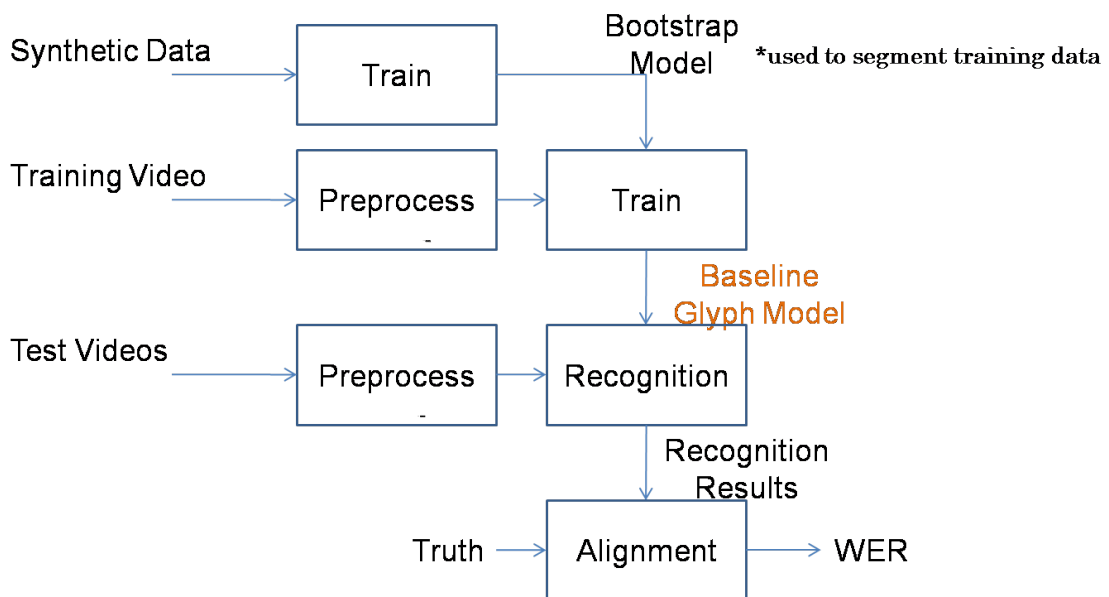 Synthetic Data
Train
Bootstrap
Model
*used to segment training data
Training Video
Preprocess
-
Train
Baseline
Glyph Model
Test Videos
Preprocess
-
Recognition
Recognition
Results
Truth
Alignment
WER